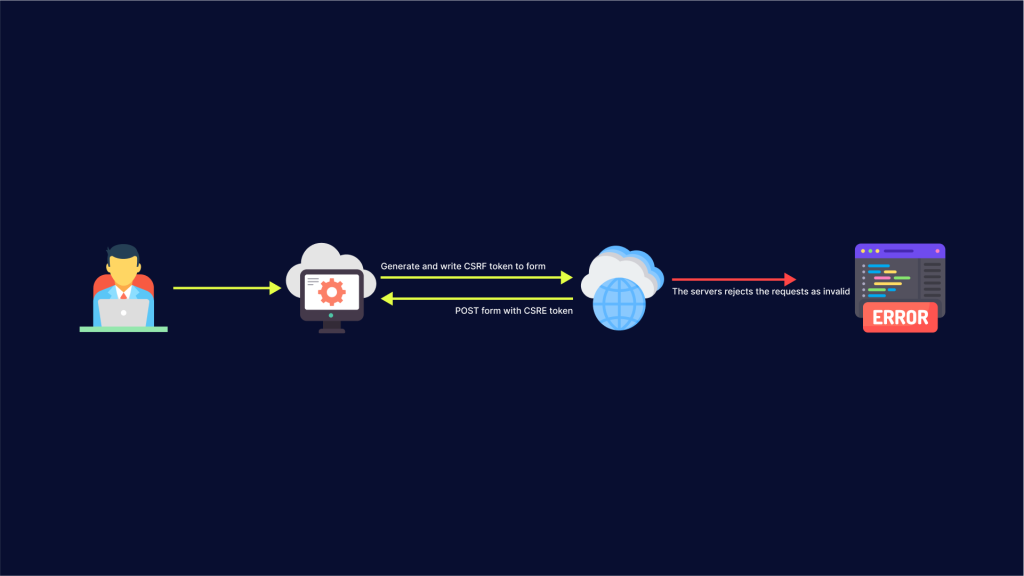 Generate and write CSRF token to form
The servers rejects the requests as invalid
POST form with CSRE token
ERROR